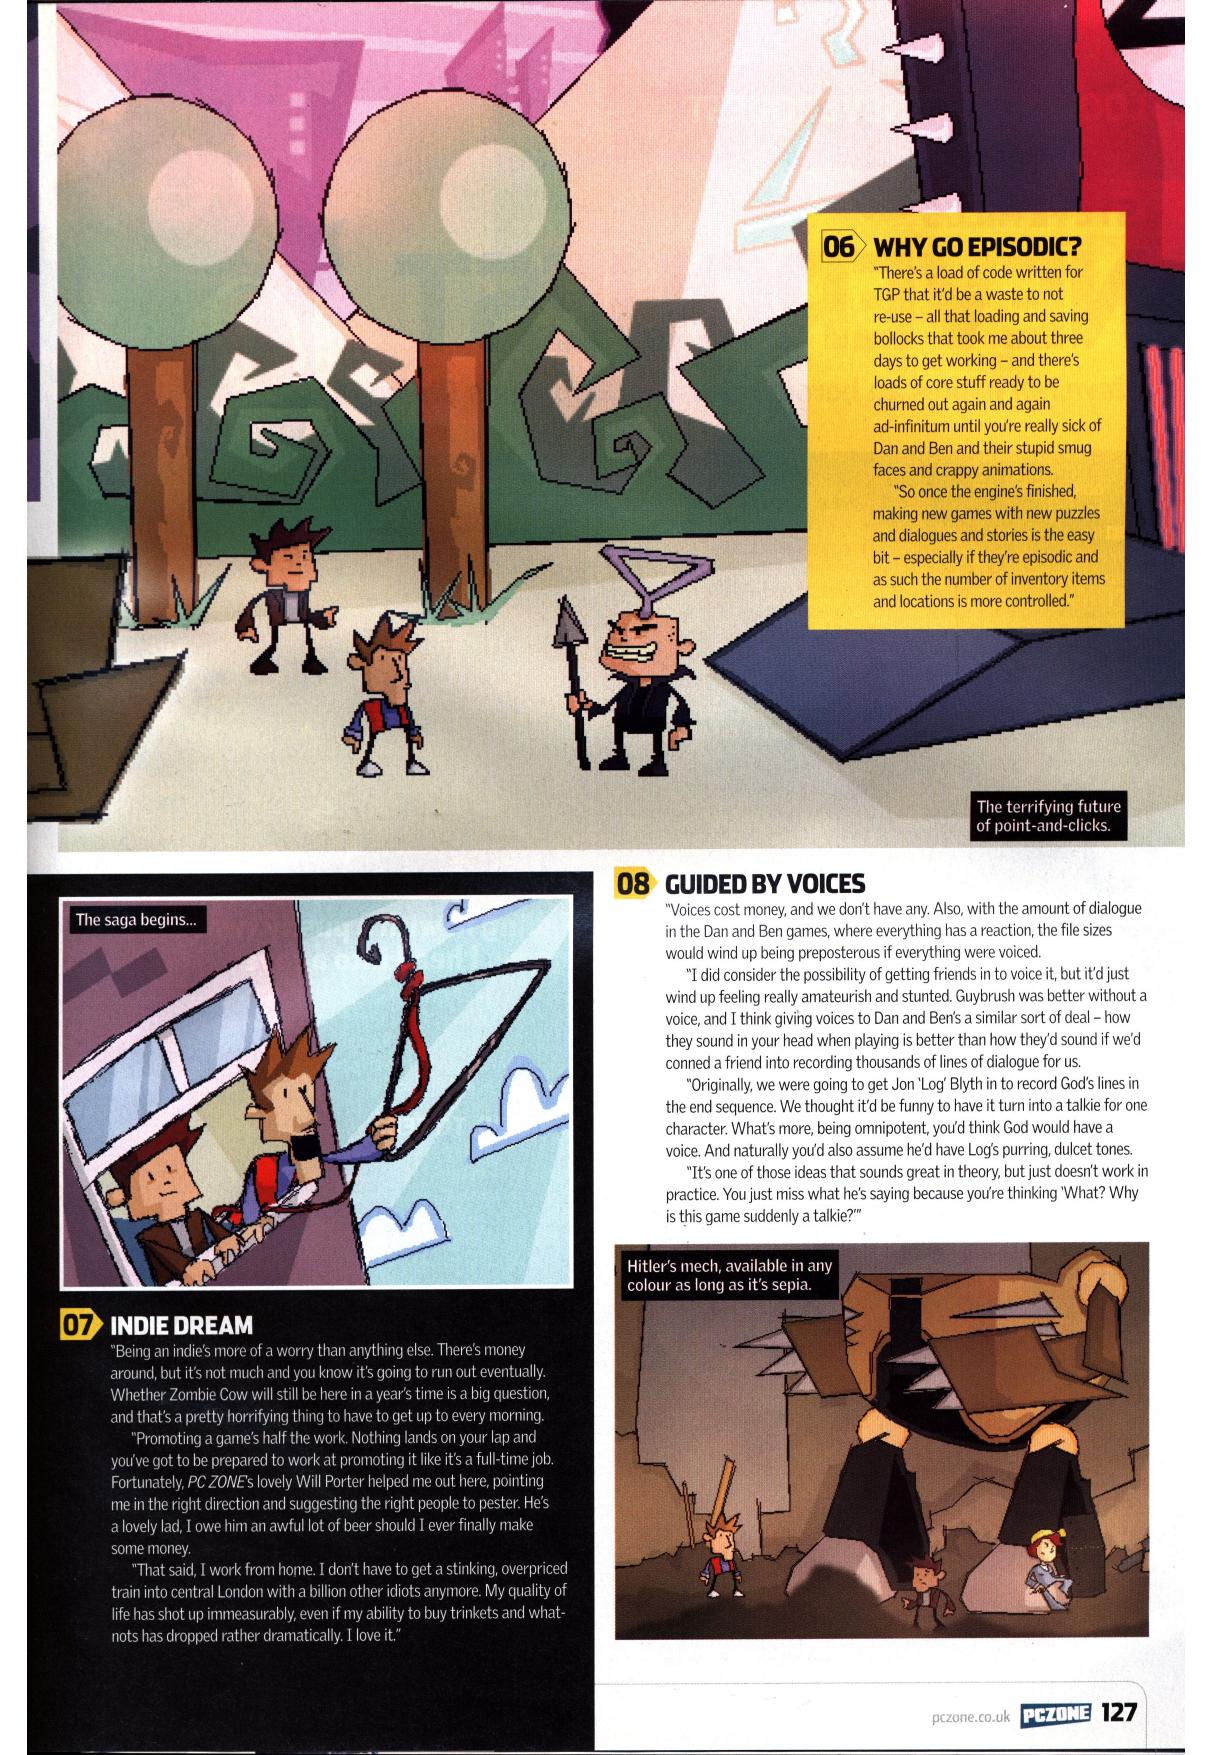 06 WHY GO EPISODIC?
"There's a load of code written for
TGP that it'd be a waste to not
re-use – all that loading and saving
bollocks that took me about three
days to get working – and there's
loads of core stuff ready to be
churned out again and again
ad-infinitum until you're really sick of
Dan and Ben and their stupid smug
faces and crappy animations.
"So once the engine's finished,
making new games with new puzzles
and dialogues and stories is the easy
bit – especially if they're episodic and
as such the number of inventory items
and locations is more controlled."
The terrifying future
of point-and-clicks.
The saga begins...
07 INDIE DREAM
"Being an indie's more of a worry than anything else. There's money
around, but it's not much and you know it's going to run out eventually.
Whether Zombie Cow will still be here in a year's time is a big question,
and that's a pretty horrifying thing to have to get up to every morning.
"Promoting a game's half the work. Nothing lands on your lap and
you've got to be prepared to work at promoting it like it's a full-time job.
Fortunately, PC ZONE's lovely Will Porter helped me out here, pointing
me in the right direction and suggesting the right people to pester. He's
a lovely lad, I owe him an awful lot of beer should I ever finally make
some money.
"That said, I work from home. I don't have to get a stinking, overpriced
train into central London with a billion other idiots anymore. My quality of
life has shot up immeasurably, even if my ability to buy trinkets and what-
nots has dropped rather dramatically. I love it."
08 GUIDED BY VOICES
"Voices cost money, and we don't have any. Also, with the amount of dialogue
in the Dan and Ben games, where everything has a reaction, the file sizes
would wind up being preposterous if everything were voiced.
"I did consider the possibility of getting friends in to voice it, but it'd just
wind up feeling really amateurish and stunted. Guybrush was better without a
voice, and I think giving voices to Dan and Ben's a similar sort of deal – how
they sound in your head when playing is better than how they'd sound if we'd
conned a friend into recording thousands of lines of dialogue for us.
"Originally, we were going to get Jon 'Log' Blyth in to record God's lines in
the end sequence. We thought it'd be funny to have it turn into a talkie for one
character. What's more, being omnipotent, you'd think God would have a
voice. And naturally you'd also assume he'd have Log's purring, dulcet tones.
"It's one of those ideas that sounds great in theory, but just doesn't work in
practice. You just miss what he's saying because you're thinking 'What? Why
is this game suddenly a talkie?'"
Hitler's mech, available in any
colour as long as it's sepia.
pczone.co.uk PCZONE 127